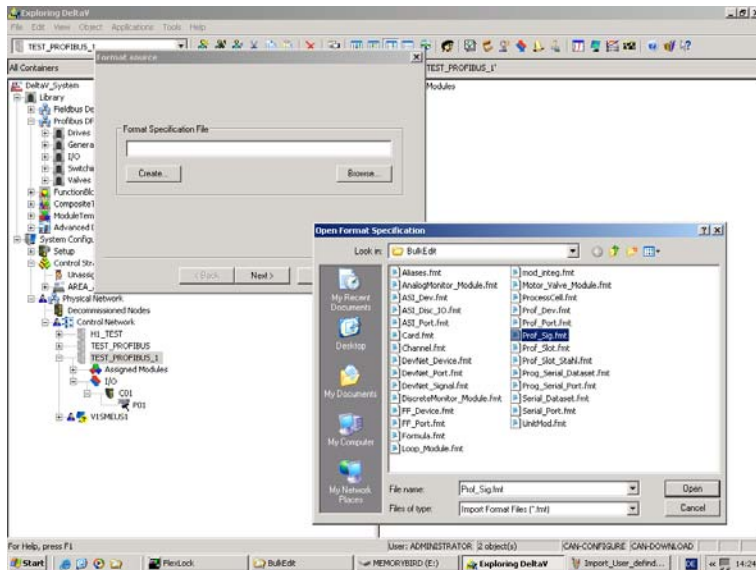 Exploring DeltaV
File Edit View Object Applications Tools Help
TEST_PROFIBUS_1
Format source
All Containers
TEST_PROFIBUS_1'
DeltaV_System
Library
Fieldbus De
Profibus DP
Drives
Genera
I/O
Switche
Valves
FunctionBlo
Composite
ModuleTem
Advanced
System Configu
Setup
Control Str
Unassig
AREA_
Physical Network
Decommissioned Nodes
Control Network
H1_TEST
TEST_PROFIBUS
TEST_PROFIBUS_1
Assigned Modules
I/O
C01
P01
V1SMEUS1
Modules
Format Specification File
Create...
Browse...
< Back
Next >
Open Format Specification
Look in:
BulkEdit
My Recent Documents
Desktop
My Documents
My Computer
My Network Places
Aliases.fmt
AnalogMonitor_Module.fmt
ASI_Dev.fmt
ASI_Disc_IO.fmt
ASI_Port.fmt
Card.fmt
Channel.fmt
DevNet_Device.fmt
DevNet_Port.fmt
DevNet_Signal.fmt
DiscreteMonitor_Module.fmt
FF_Device.fmt
FF_Port.fmt
Formula.fmt
Loop_Module.fmt
mod_integ.fmt
Motor_Valve_Module.fmt
ProcessCell.fmt
Prof_Dev.fmt
Prof_Port.fmt
Prof_Sig.fmt
Prof_Slot.fmt
Prof_Slot_Stahl.fmt
Prog_Serial_Dataset.fmt
Prog_Serial_Port.fmt
Serial_Dataset.fmt
Serial_Port.fmt
UnitMod.fmt
File name:
Prof_Sig.fmt
Open
Files of type:
Import Format Files (*.fmt)
Cancel
For Help, press F1
User: ADMINISTRATOR
2 object(s)
CAN-CONFIGURE
CAN-DOWNLOAD
Start
FlexLock
BulkEdit
MEMORYBIRD (E:)
Exploring DeltaV
Import_User_defind...
DE
14:24